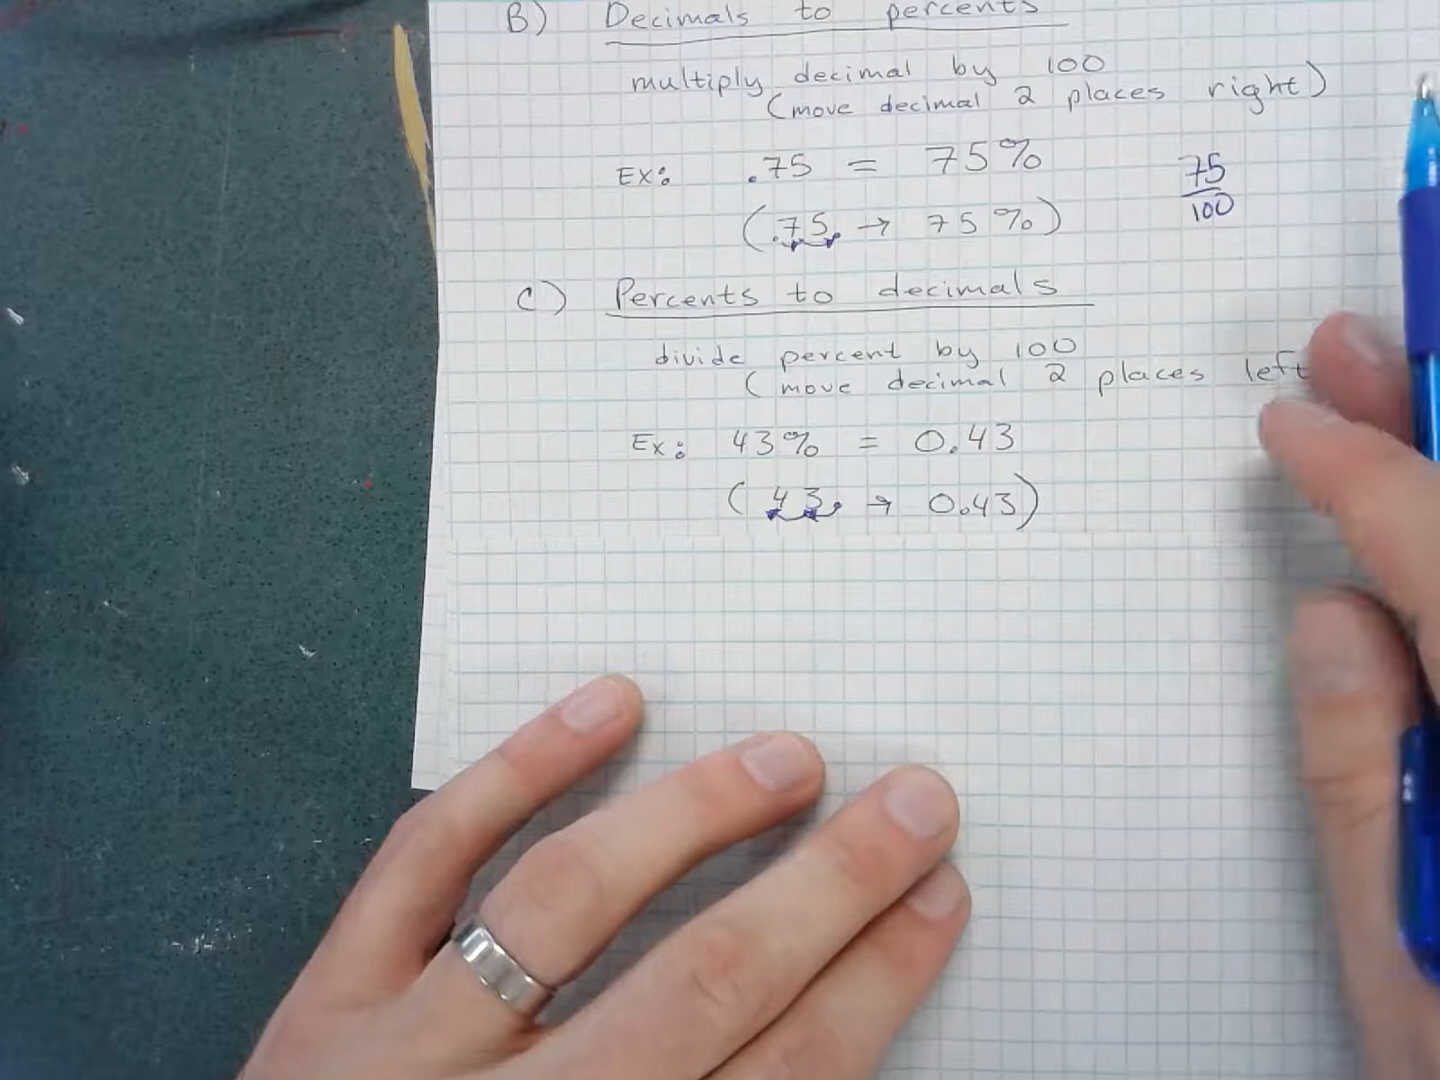 B) Decimals to percents
multiply decimal by 100
(move decimal 2 places right)
Ex: .75 = 75%
(.75. → 75%)
75
100
C) Percents to decimals
divide percent by 100
(move decimal 2 places left
Ex: 43% = 0.43
(43. → 0.43)